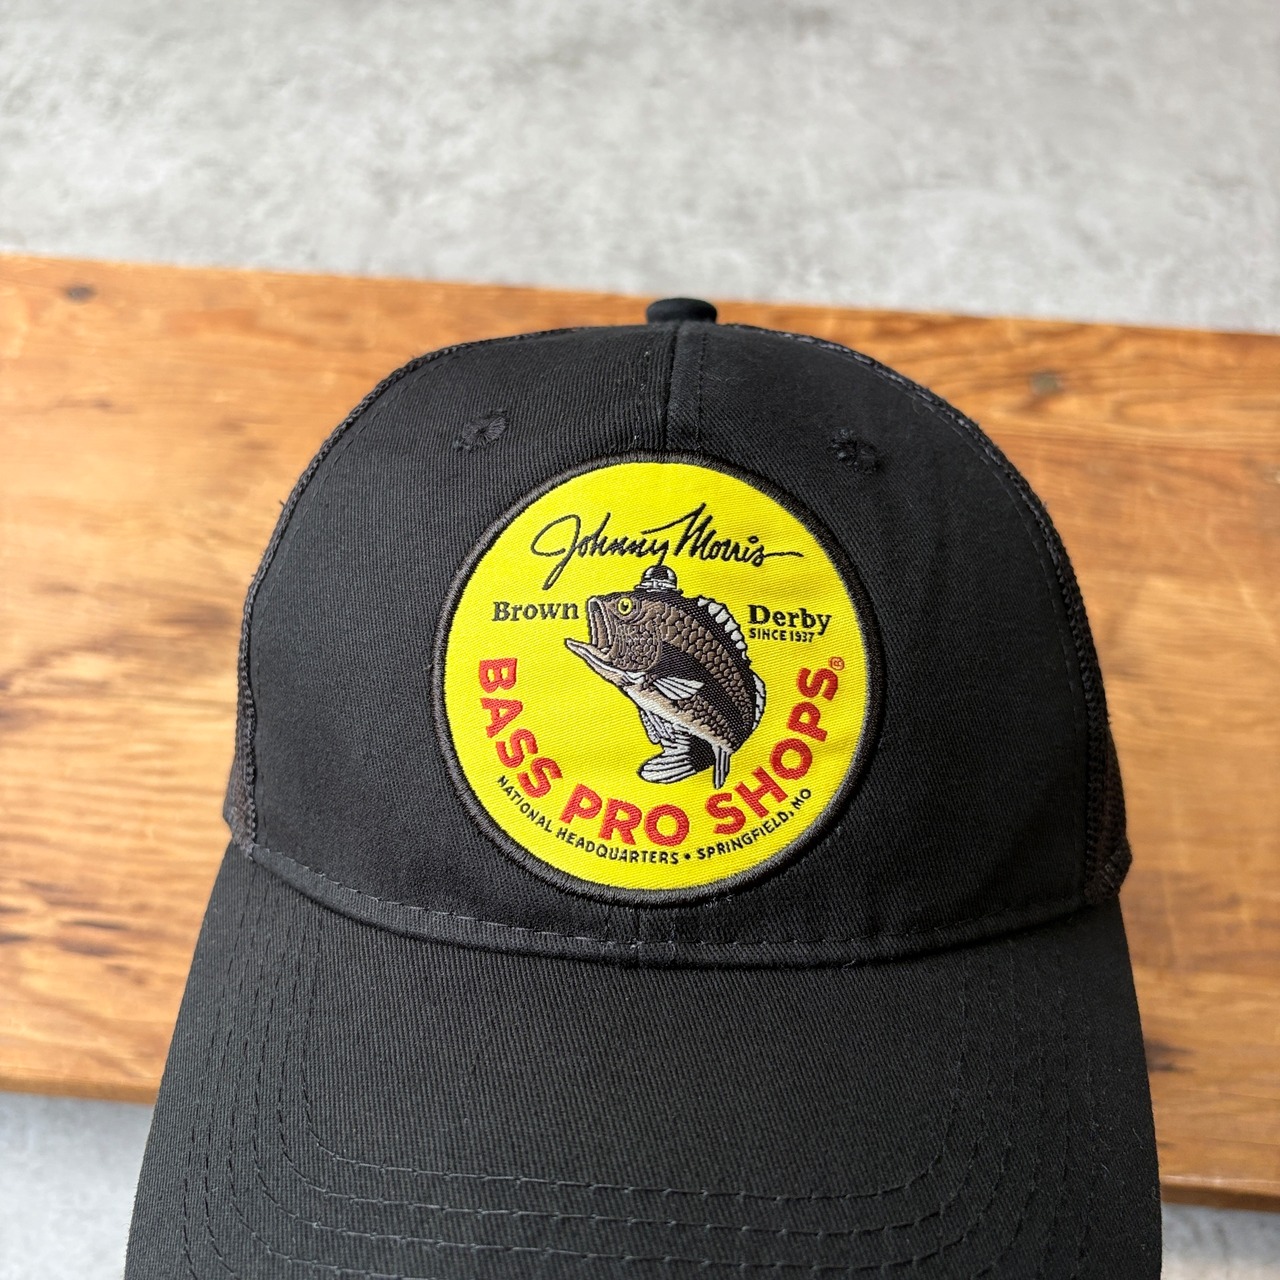 Johnny Morris
Brown Derby
SINCE 1937
BASS PRO SHOPS®
NATIONAL HEADQUARTERS • SPRINGFIELD, MO